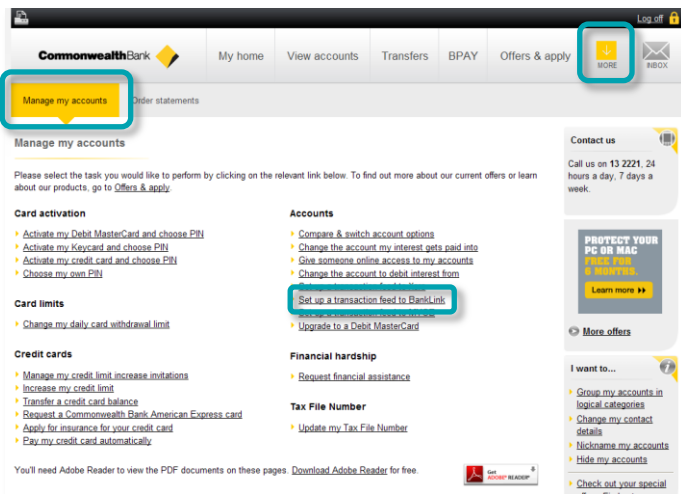 Log off
CommonwealthBank
My home
View accounts
Transfers
BPAY
Offers & apply
MORE
INBOX
Manage my accounts
Order statements
Manage my accounts
Please select the task you would like to perform by clicking on the relevant link below. To find out more about our current offers or learn
about our products, go to Offers & apply.
Card activation
Activate my Debit MasterCard and choose PIN
Activate my Keycard and choose PIN
Activate my credit card and choose PIN
Choose my own PIN
Card limits
Change my daily card withdrawal limit
Credit cards
Manage my credit limit increase invitations
Increase my credit limit
Transfer a credit card balance
Request a Commonwealth Bank American Express card
Apply for insurance for your credit card
Pay my credit card automatically
Accounts
Compare & switch account options
Change the account my interest gets paid into
Give someone online access to my accounts
Change the account to debit interest from
Set up a transaction feed to BankLink
Upgrade to a Debit MasterCard
Financial hardship
Request financial assistance
Tax File Number
Update my Tax File Number
You'll need Adobe Reader to view the PDF documents on these pages. Download Adobe Reader for free.
Get
ADOBE® READER®
Contact us
Call us on 13 2221, 24
hours a day, 7 days a
week.
PROTECT YOUR
PC OR MAC
FREE FOR
6 MONTHS.
Learn more
More offers
I want to...
Group my accounts in
logical categories
Change my contact
details
Nickname my accounts
Hide my accounts
Check out your special